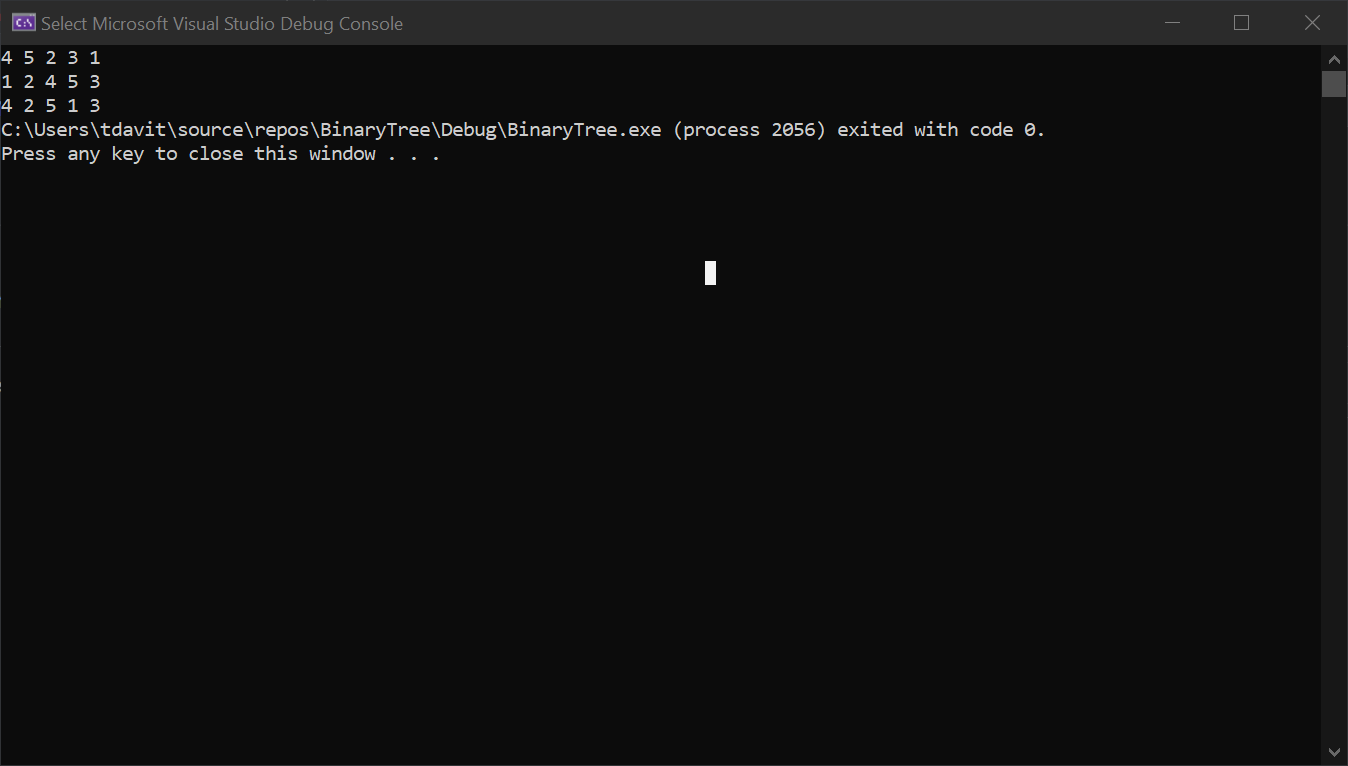 Select Microsoft Visual Studio Debug Console
4 5 2 3 1
1 2 4 5 3
4 2 5 1 3
C:\Users\tdavit\source\repos\BinaryTree\Debug\BinaryTree.exe (process 2056) exited with code 0.
Press any key to close this window . . .